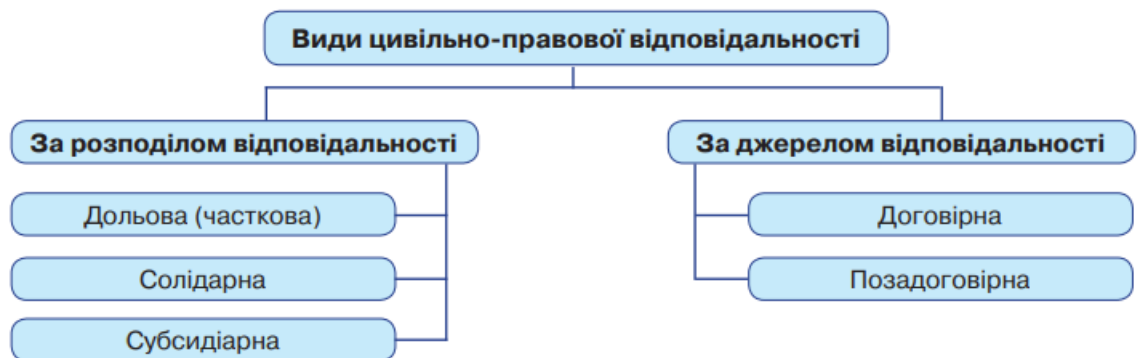 Види цивільно-правової відповідальності
За розподілом відповідальності
Дольова (часткова)
Солідарна
Субсидіарна
За джерелом відповідальності
Договірна
Позадоговірна